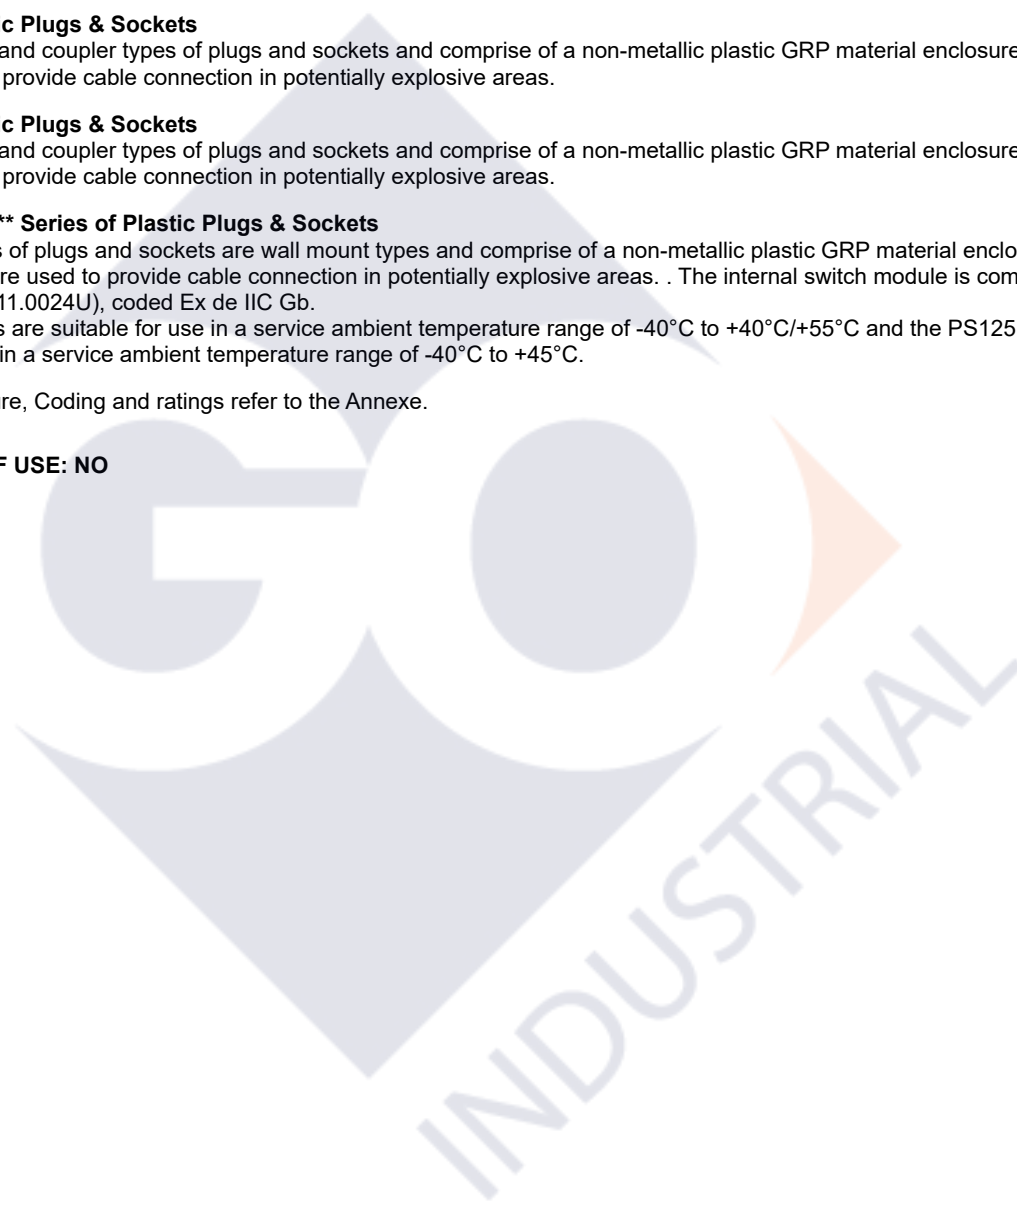 c Plugs & Sockets
and coupler types of plugs and sockets and comprise of a non-metallic plastic GRP material enclosure
provide cable connection in potentially explosive areas.
c Plugs & Sockets
and coupler types of plugs and sockets and comprise of a non-metallic plastic GRP material enclosure
provide cable connection in potentially explosive areas.
** Series of Plastic Plugs & Sockets
s of plugs and sockets are wall mount types and comprise of a non-metallic plastic GRP material enclo
re used to provide cable connection in potentially explosive areas. . The internal switch module is com
11.0024U), coded Ex de IIC Gb.
s are suitable for use in a service ambient temperature range of -40°C to +40°C/+55°C and the PS125
in a service ambient temperature range of -40°C to +45°C.
re, Coding and ratings refer to the Annexe.
F USE: NO
GO
INDUSTRIAL